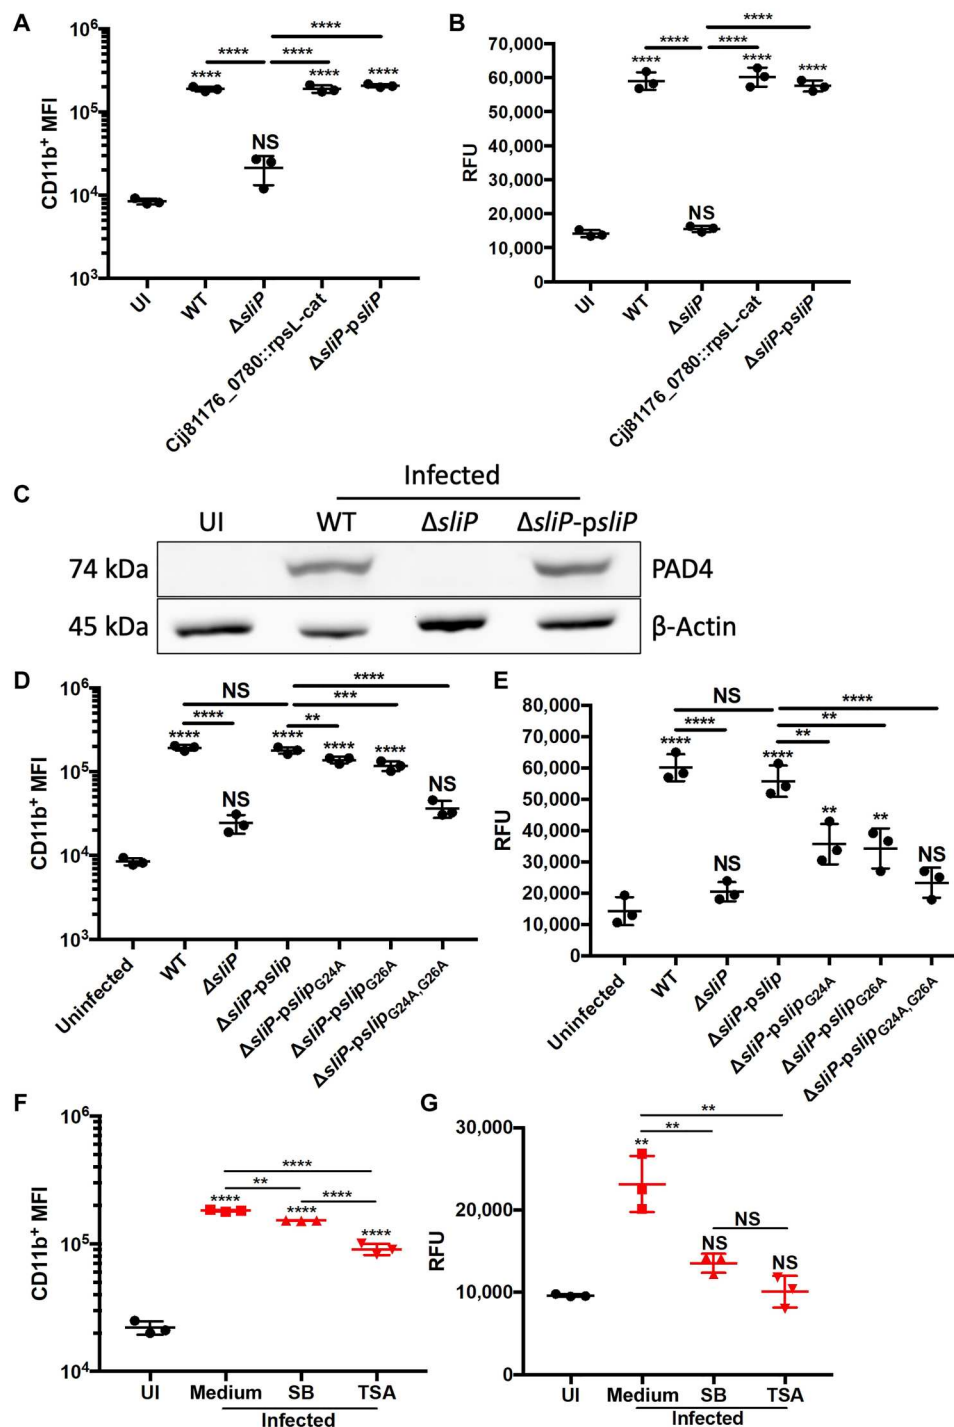 A
CD11b⁺ MFI
10⁶
10⁵
10⁴
10³
****
**** ****
**** **** ****
NS
UI
WT
ΔsliP
Cjj81176_0780::rpsL-cat
ΔsliP-psliP
B
RFU
70,000
60,000
50,000
40,000
30,000
20,000
10,000
0
****
**** ****
**** **** ****
NS
UI
WT
ΔsliP
Cjj81176_0780::rpsL-cat
ΔsliP-psliP
C
Infected
UI WT ΔsliP ΔsliP-psliP
74 kDa PAD4
45 kDa β-Actin
D
CD11b⁺ MFI
10⁶
10⁵
10⁴
10³
****
NS ***
**** **
**** **** **** ****
NS NS
Uninfected
WT
ΔsliP
ΔsliP-pslip
ΔsliP-pslipG24A
ΔsliP-pslipG26A
ΔsliP-pslipG24A,G26A
E
RFU
80,000
70,000
60,000
50,000
40,000
30,000
20,000
10,000
0
NS ****
**** **
**
**** **** ** **
NS NS
Uninfected
WT
ΔsliP
ΔsliP-pslip
ΔsliP-pslipG24A
ΔsliP-pslipG26A
ΔsliP-pslipG24A,G26A
F
CD11b⁺ MFI
10⁶
10⁵
10⁴
****
** ****
**** **** ****
UI Medium SB TSA
Infected
G
RFU
30,000
20,000
10,000
0
**
**
**
NS
NS NS
UI Medium SB TSA
Infected